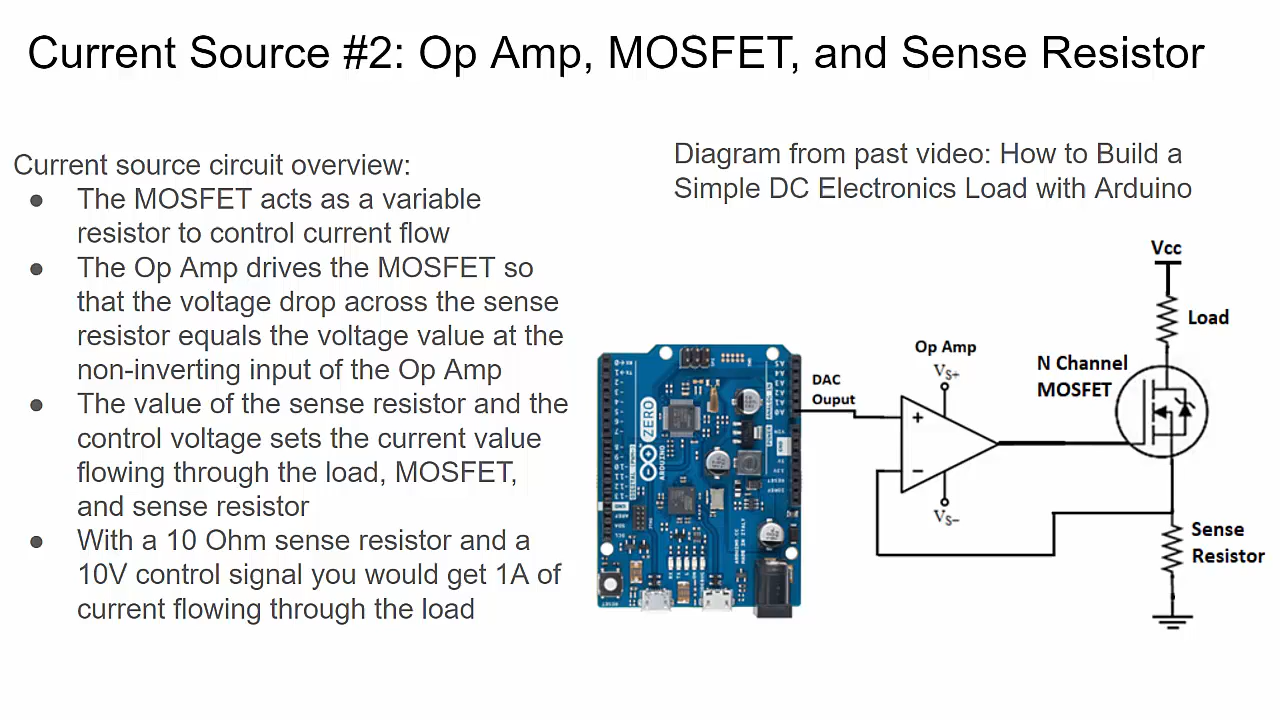 Current Source #2: Op Amp, MOSFET, and Sense Resistor
Current source circuit overview:
● The MOSFET acts as a variable
resistor to control current flow
● The Op Amp drives the MOSFET so
that the voltage drop across the sense
resistor equals the voltage value at the
non-inverting input of the Op Amp
● The value of the sense resistor and the
control voltage sets the current value
flowing through the load, MOSFET,
and sense resistor
● With a 10 Ohm sense resistor and a
10V control signal you would get 1A of
current flowing through the load
Diagram from past video: How to Build a
Simple DC Electronics Load with Arduino
Vcc
Load
Op Amp
VS+
N Channel
MOSFET
DAC
Ouput
+
−
VS−
Sense
Resistor
ZERO
ARDUINO
MADE IN ITALY
RESET